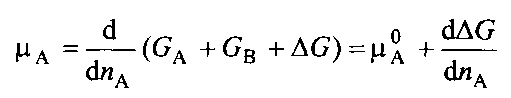 μ_A = d/dn_A (G_A + G_B + ΔG) = μ_A^0 + dΔG/dn_A